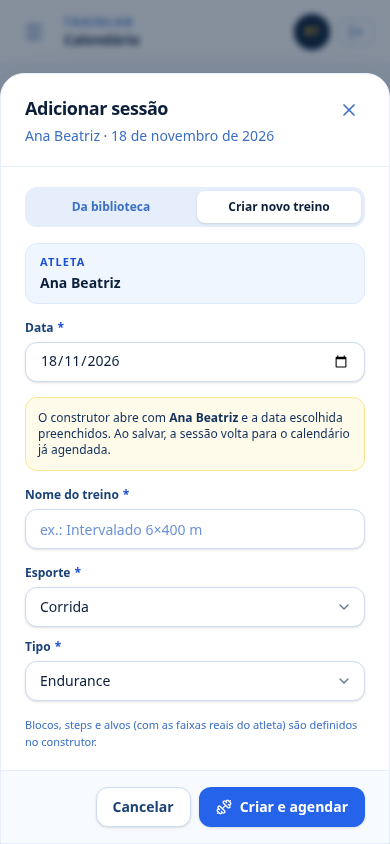 Calendário
Adicionar sessão
Ana Beatriz · 18 de novembro de 2026
Da biblioteca
Criar novo treino
ATLETA
Ana Beatriz
Data *
18/11/2026
O construtor abre com Ana Beatriz e a data escolhida
preenchidos. Ao salvar, a sessão volta para o calendário
já agendada.
Nome do treino *
ex.: Intervalado 6×400 m
Esporte *
Corrida
Tipo *
Endurance
Blocos, steps e alvos (com as faixas reais do atleta) são definidos
no construtor.
Cancelar
Criar e agendar